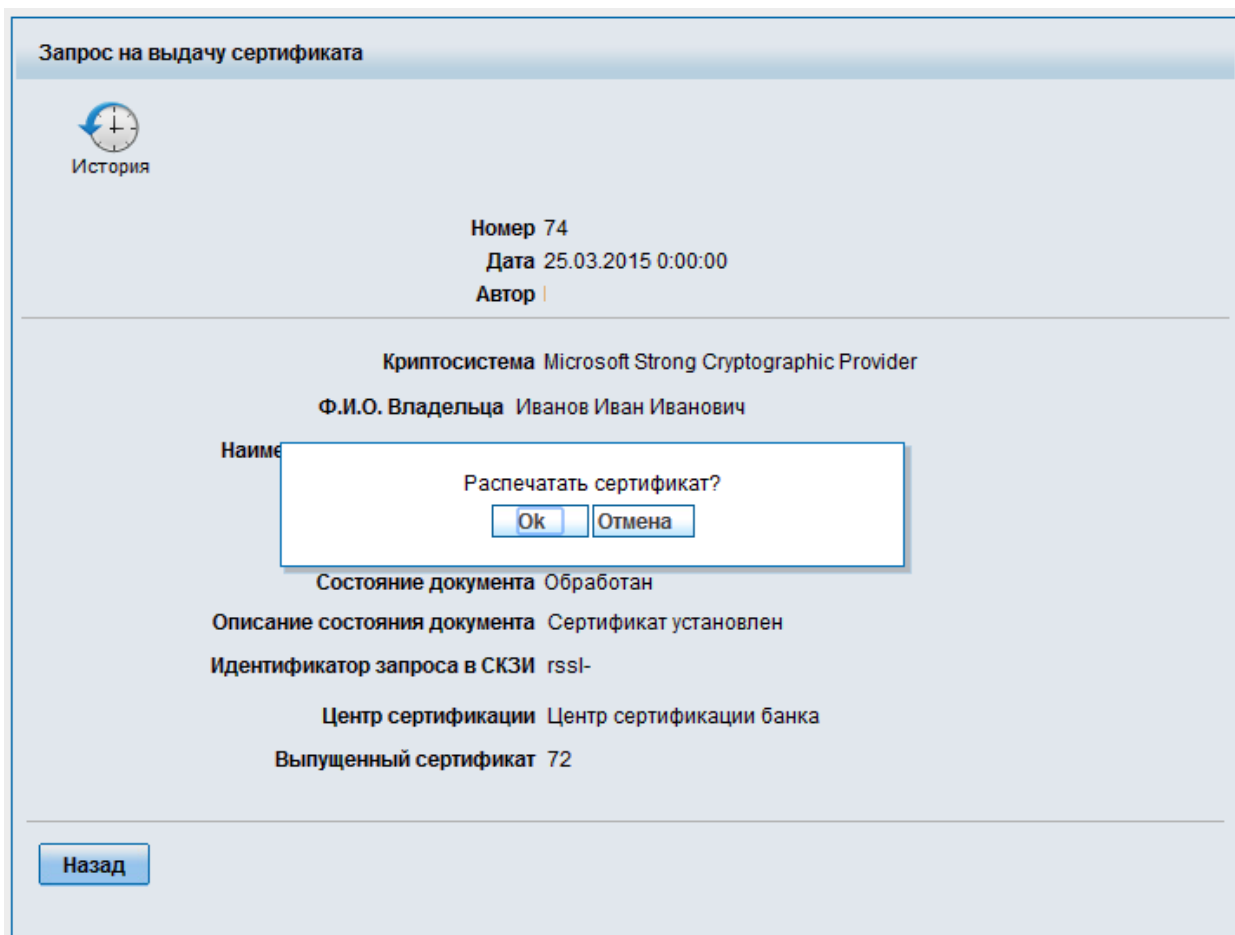 Запрос на выдачу сертификата
История
Номер 74
Дата 25.03.2015 0:00:00
Автор
Криптосистема Microsoft Strong Cryptographic Provider
Ф.И.О. Владельца Иванов Иван Иванович
Наиме
Распечатать сертификат?
Ok Отмена
Состояние документа Обработан
Описание состояния документа Сертификат установлен
Идентификатор запроса в СКЗИ rssl-
Центр сертификации Центр сертификации банка
Выпущенный сертификат 72
Назад